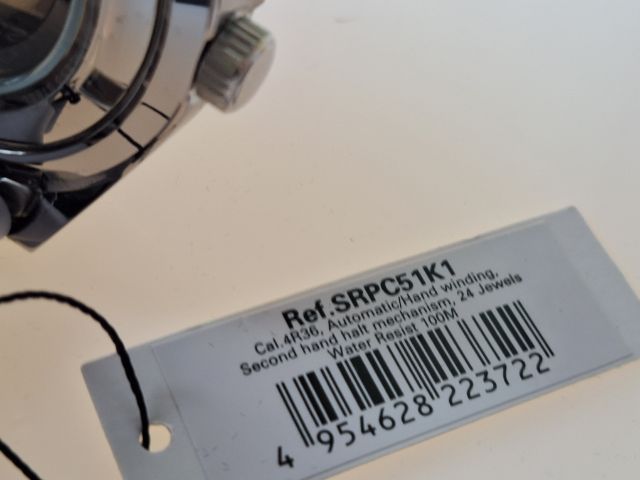 Ref.SRPC51K1
Cal.4R36, Automatic/Hand winding,
Second hand halt mechanism, 24 Jewels
Water Resist 100M
4 954628 223722